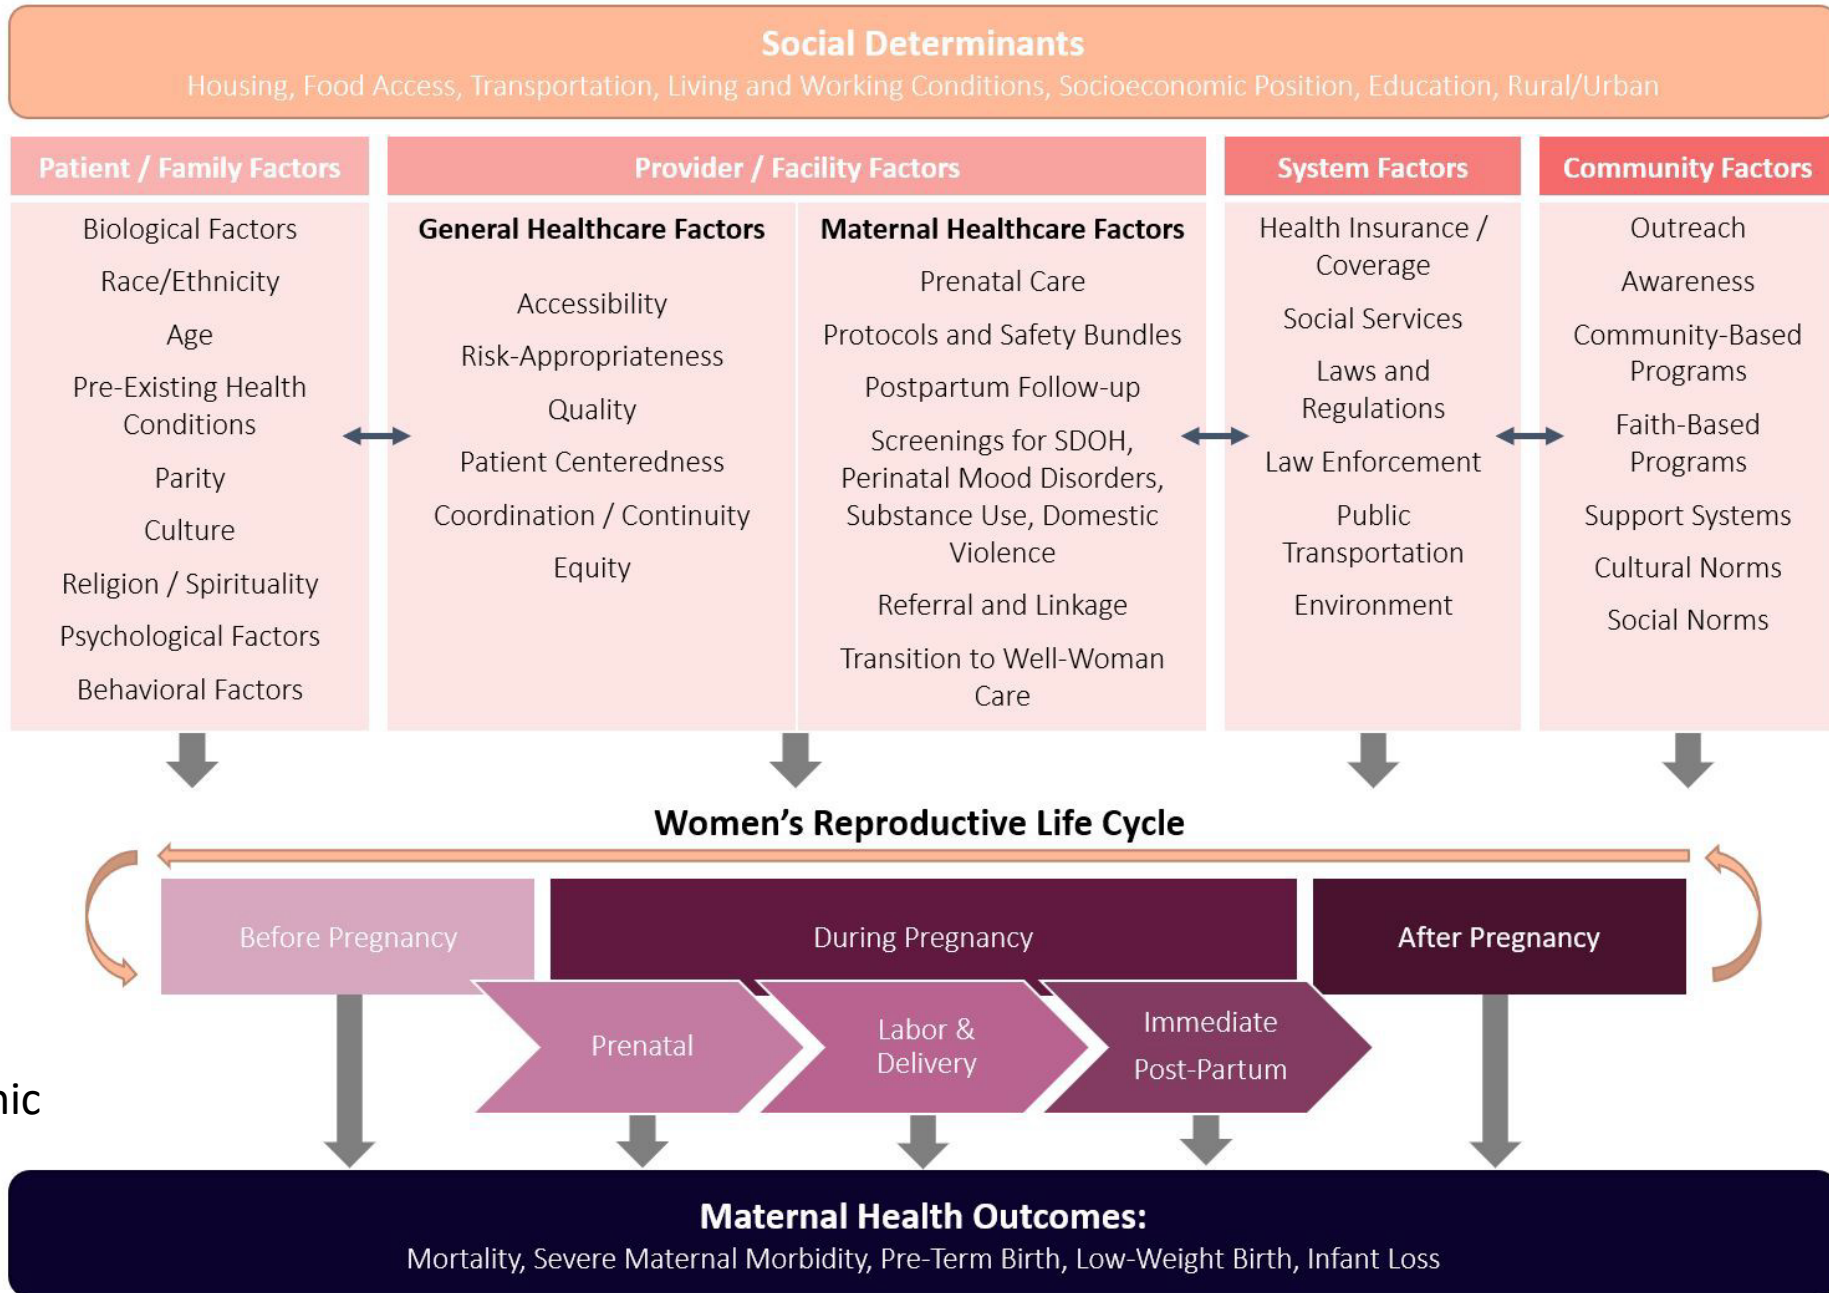 Social Determinants
Housing, Food Access, Transportation, Living and Working Conditions, Socioeconomic Position, Education, Rural/Urban
Patient / Family Factors
Biological Factors
Race/Ethnicity
Age
Pre-Existing Health
Conditions
Parity
Culture
Religion / Spirituality
Psychological Factors
Behavioral Factors
Provider / Facility Factors
General Healthcare Factors
Accessibility
Risk-Appropriateness
Quality
Patient Centeredness
Coordination / Continuity
Equity
Maternal Healthcare Factors
Prenatal Care
Protocols and Safety Bundles
Postpartum Follow-up
Screenings for SDOH,
Perinatal Mood Disorders,
Substance Use, Domestic
Violence
Referral and Linkage
Transition to Well-Woman
Care
System Factors
Health Insurance /
Coverage
Social Services
Laws and
Regulations
Law Enforcement
Public
Transportation
Environment
Community Factors
Outreach
Awareness
Community-Based
Programs
Faith-Based
Programs
Support Systems
Cultural Norms
Social Norms
Women's Reproductive Life Cycle
Before Pregnancy
During Pregnancy
After Pregnancy
Prenatal
Labor &
Delivery
Immediate
Post-Partum
Maternal Health Outcomes:
Mortality, Severe Maternal Morbidity, Pre-Term Birth, Low-Weight Birth, Infant Loss